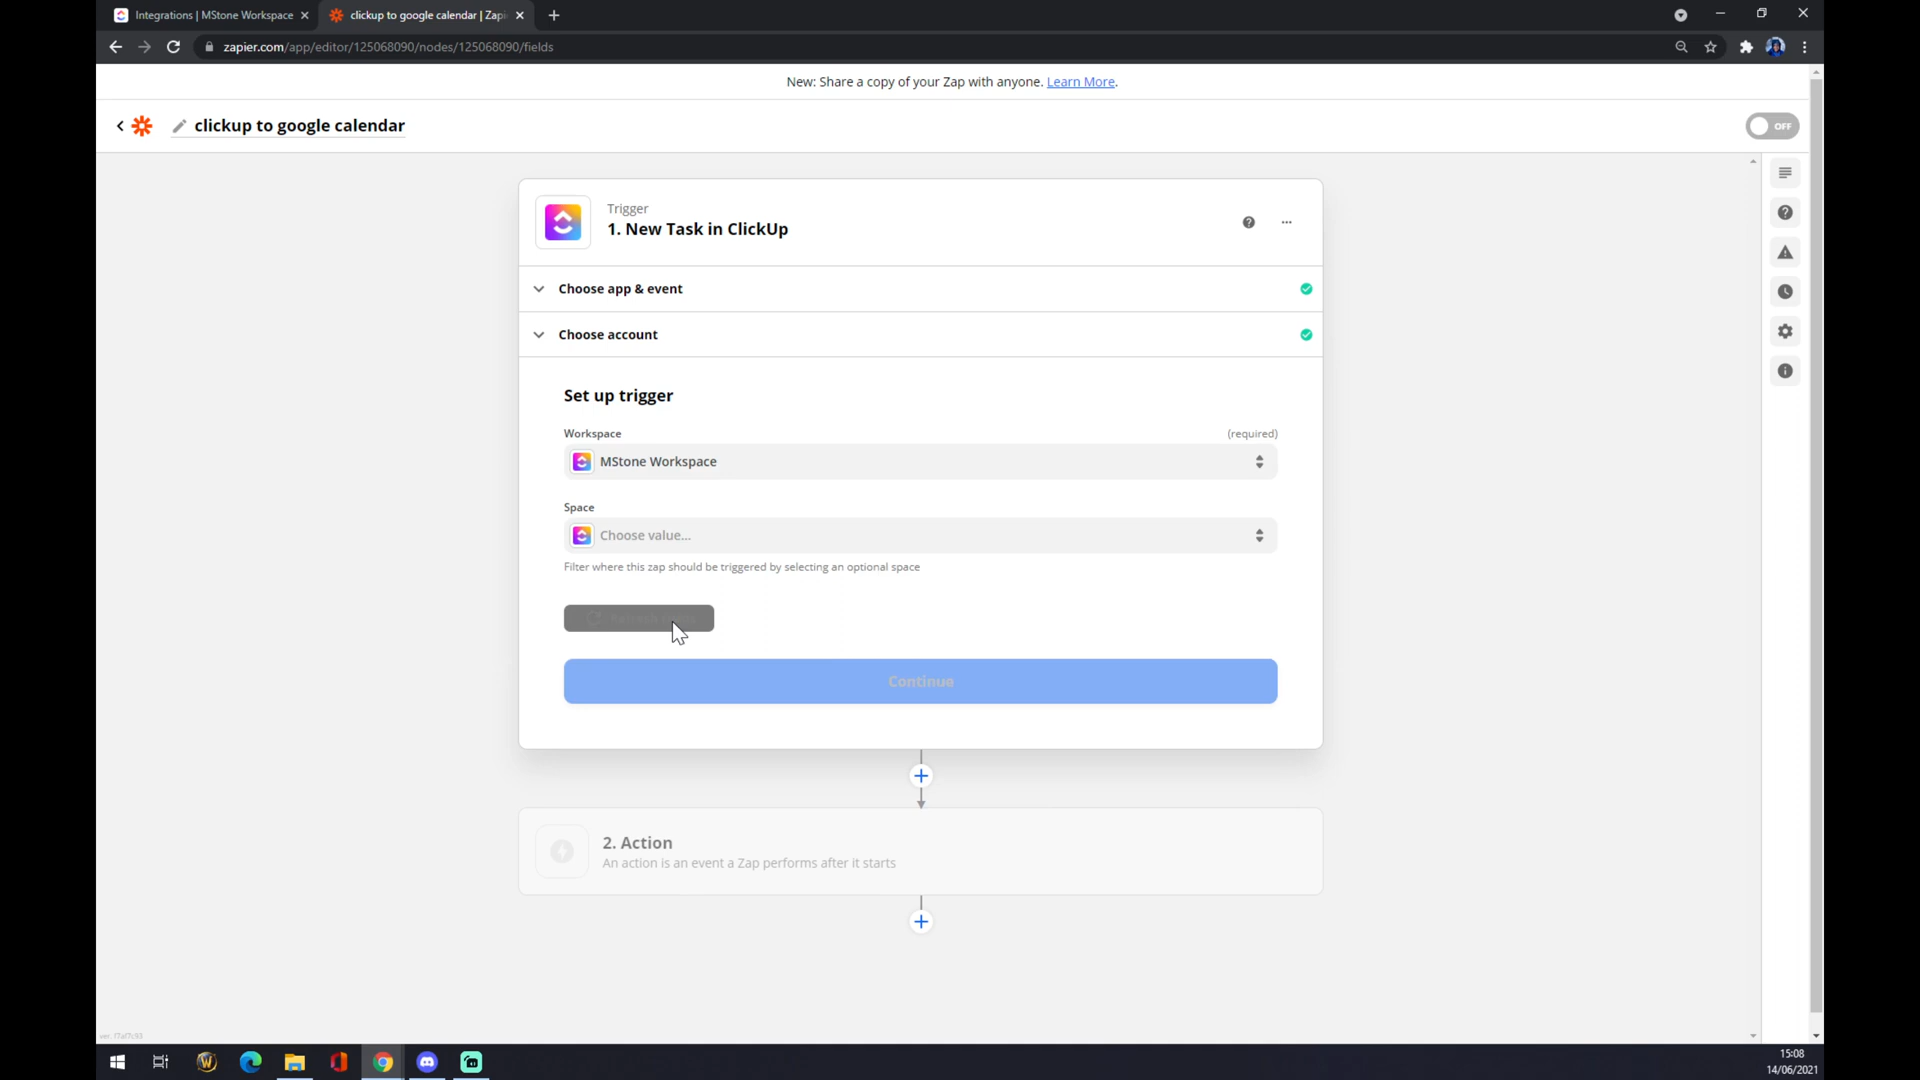 Integrations | MStone Workspace
clickup to google calendar | Zapi
zapier.com/app/editor/125068090/nodes/125068090/fields
New: Share a copy of your Zap with anyone. Learn More.
clickup to google calendar
OFF
Trigger
1. New Task in ClickUp
Choose app & event
Choose account
Set up trigger
Workspace
(required)
MStone Workspace
Space
Choose value...
Filter where this zap should be triggered by selecting an optional space
Continue
2. Action
An action is an event a Zap performs after it starts
15:08
14/06/2021